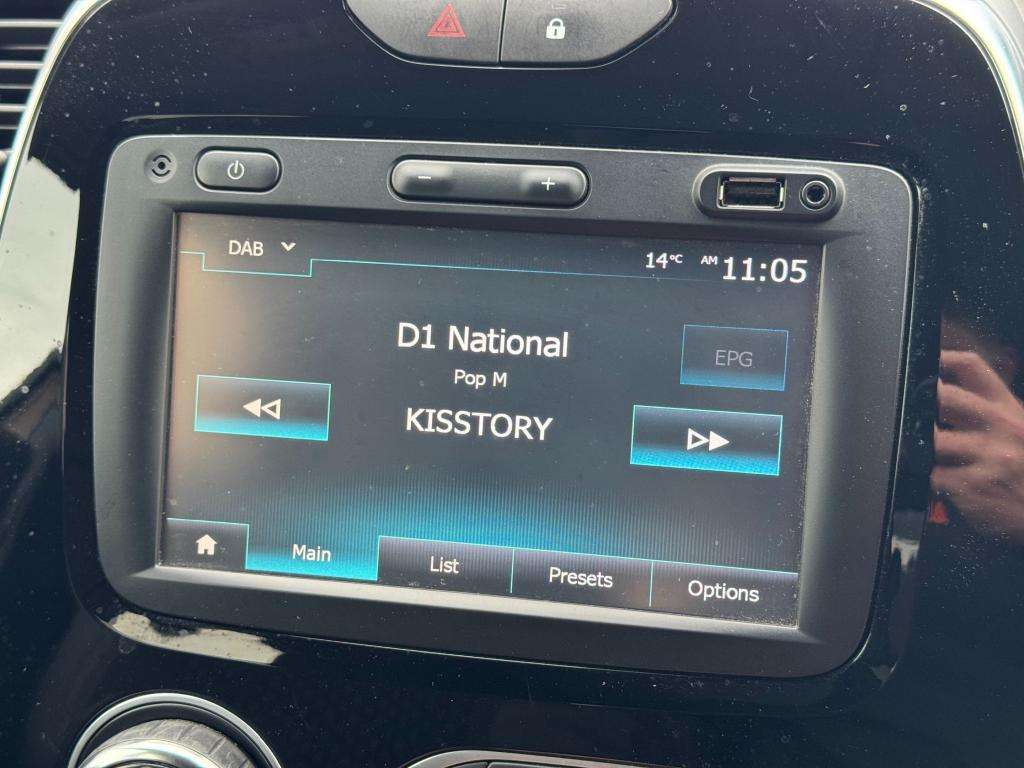 DAB
14°C AM 11:05
D1 National
EPG
Pop M
KISSTORY
Main
List
Presets
Options